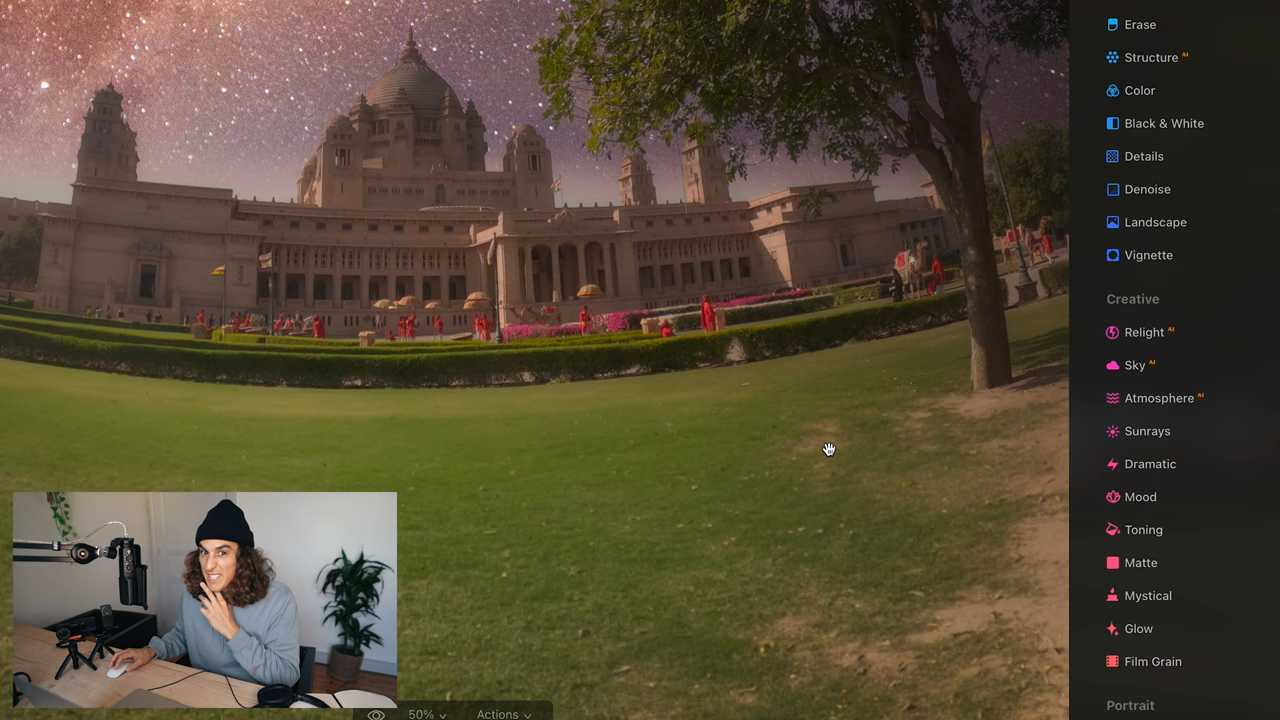 Erase
Structure AI
Color
Black & White
Details
Denoise
Landscape
Vignette
Creative
Relight AI
Sky AI
Atmosphere AI
Sunrays
Dramatic
Mood
Toning
Matte
Mystical
Glow
Film Grain
Portrait
50% Actions